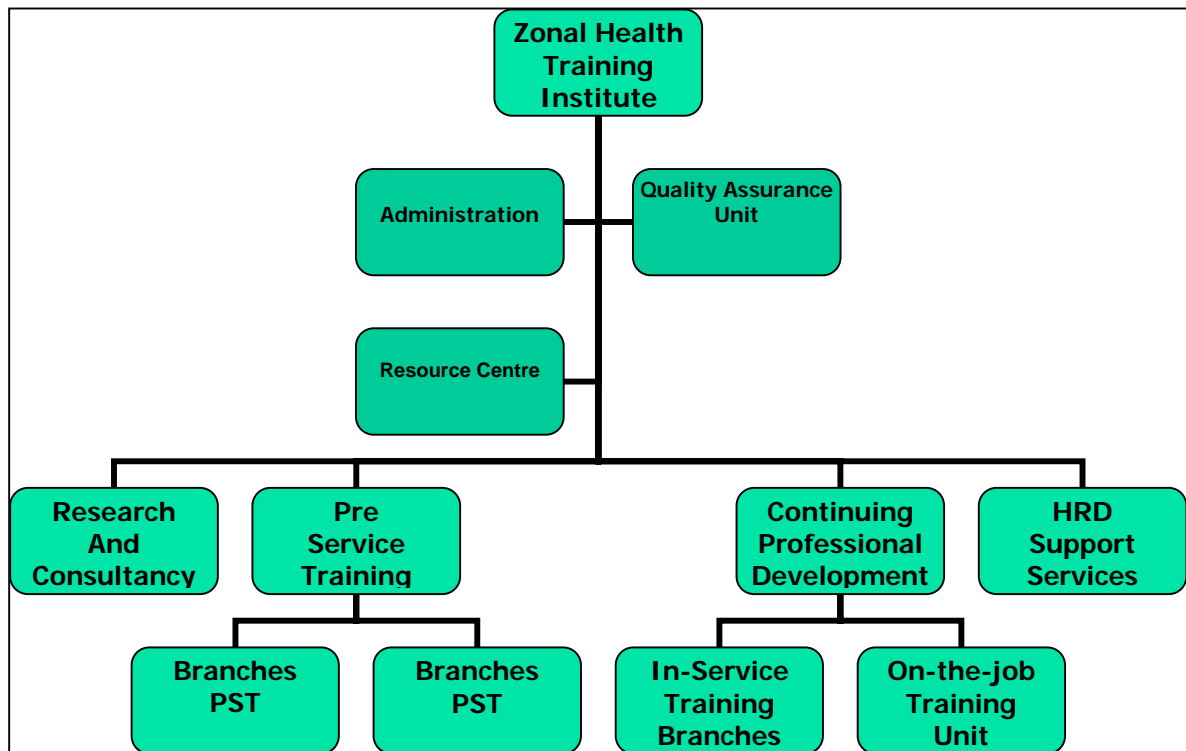 Zonal Health
Training
Institute
Administration
Quality Assurance
Unit
Resource Centre
Research
And
Consultancy
Pre
Service
Training
Continuing
Professional
Development
HRD
Support
Services
Branches
PST
Branches
PST
In-Service
Training
Branches
On-the-job
Training
Unit